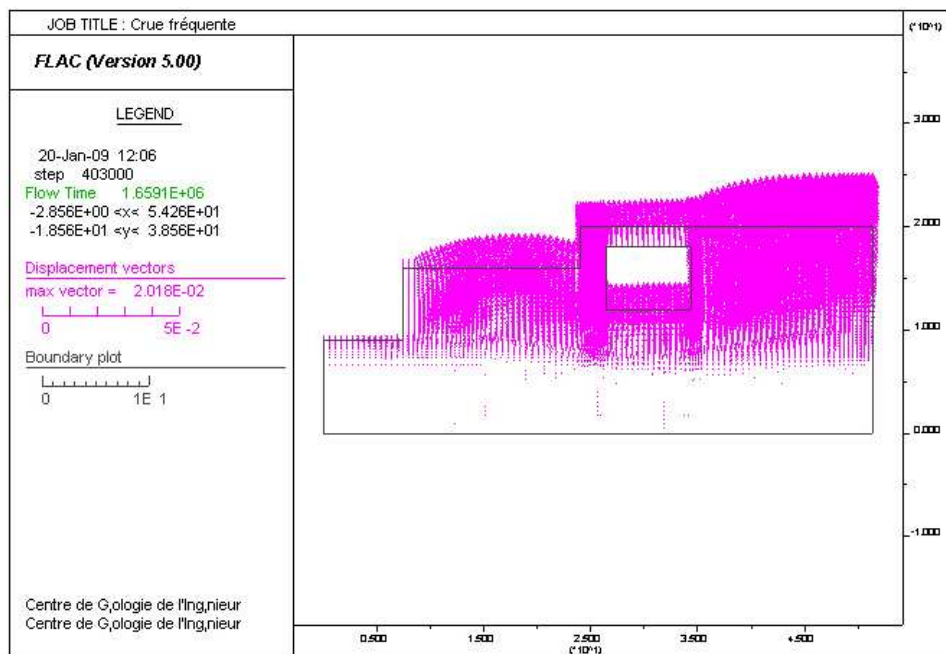 JOB TITLE : Crue fréquente
(*10^1)
FLAC (Version 5.00)
LEGEND
20-Jan-09 12:06
step 403000
Flow Time 1.6591E+06
-2.856E+00 <x< 5.426E+01
-1.856E+01 <y< 3.856E+01
Displacement vectors
max vector = 2.018E-02
0 5E -2
Boundary plot
0 1E 1
3.000
2.000
1.000
0.000
-1.000
Centre de G,ologie de l'Ing,nieur
Centre de G,ologie de l'Ing,nieur
0.500 1.500 2.500 3.500 4.500
(*10^1)